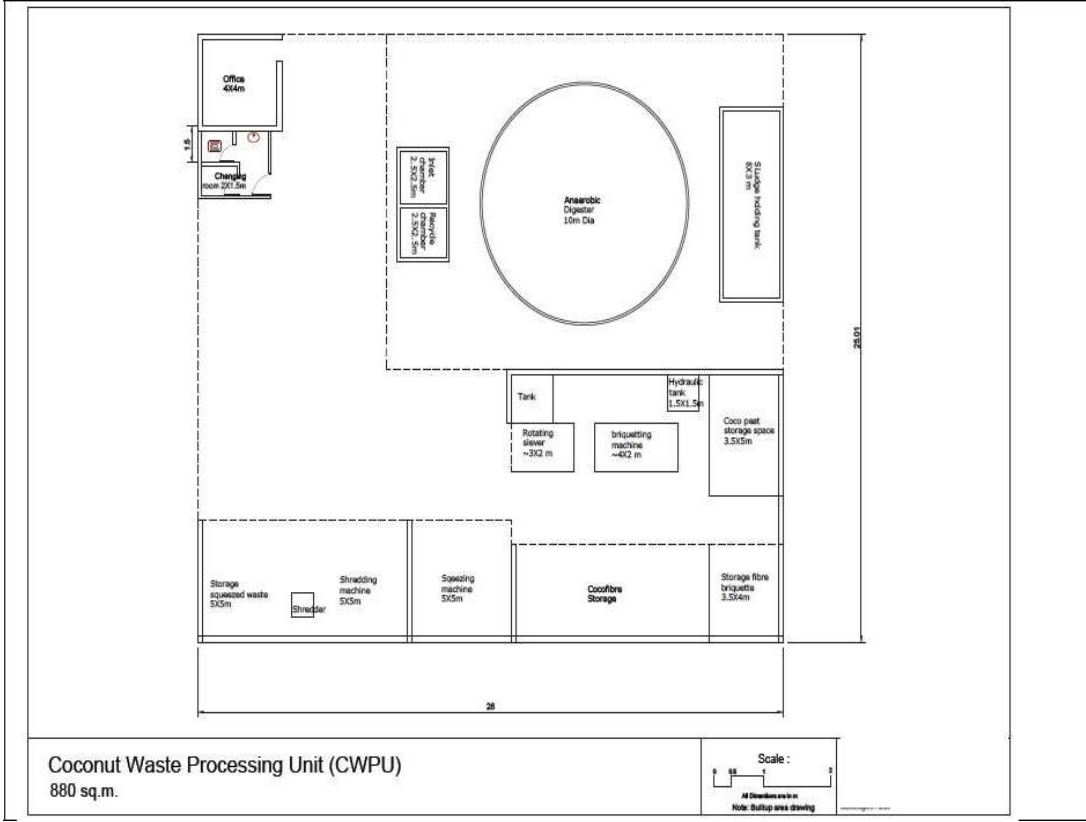 Office
4X4m
1.5
Changing
room 2X1.5m
Inlet
chamber
2.5X2.5m
Recycle
chamber
2.5X2.5m
Anaerobic
Digester
10m Dia
Sludge holding tank
6X3 m
25.01
Tank
Hydraulic
tank
1.5X1.5m
Rotating
siever
~3X2 m
briquetting
machine
~4X2 m
Coco peat
storage space
3.5X5m
Storage
squeezed waste
5X5m
Shredder
Shredding
machine
5X5m
Sqeezing
machine
5X5m
Cocofibre
Storage
Storage fibre
briquette
3.5X4m
28
Coconut Waste Processing Unit (CWPU)
880 sq.m.
Scale :
0 0.5 1 2
All Dimensions are in m
Note: Builtup area drawing